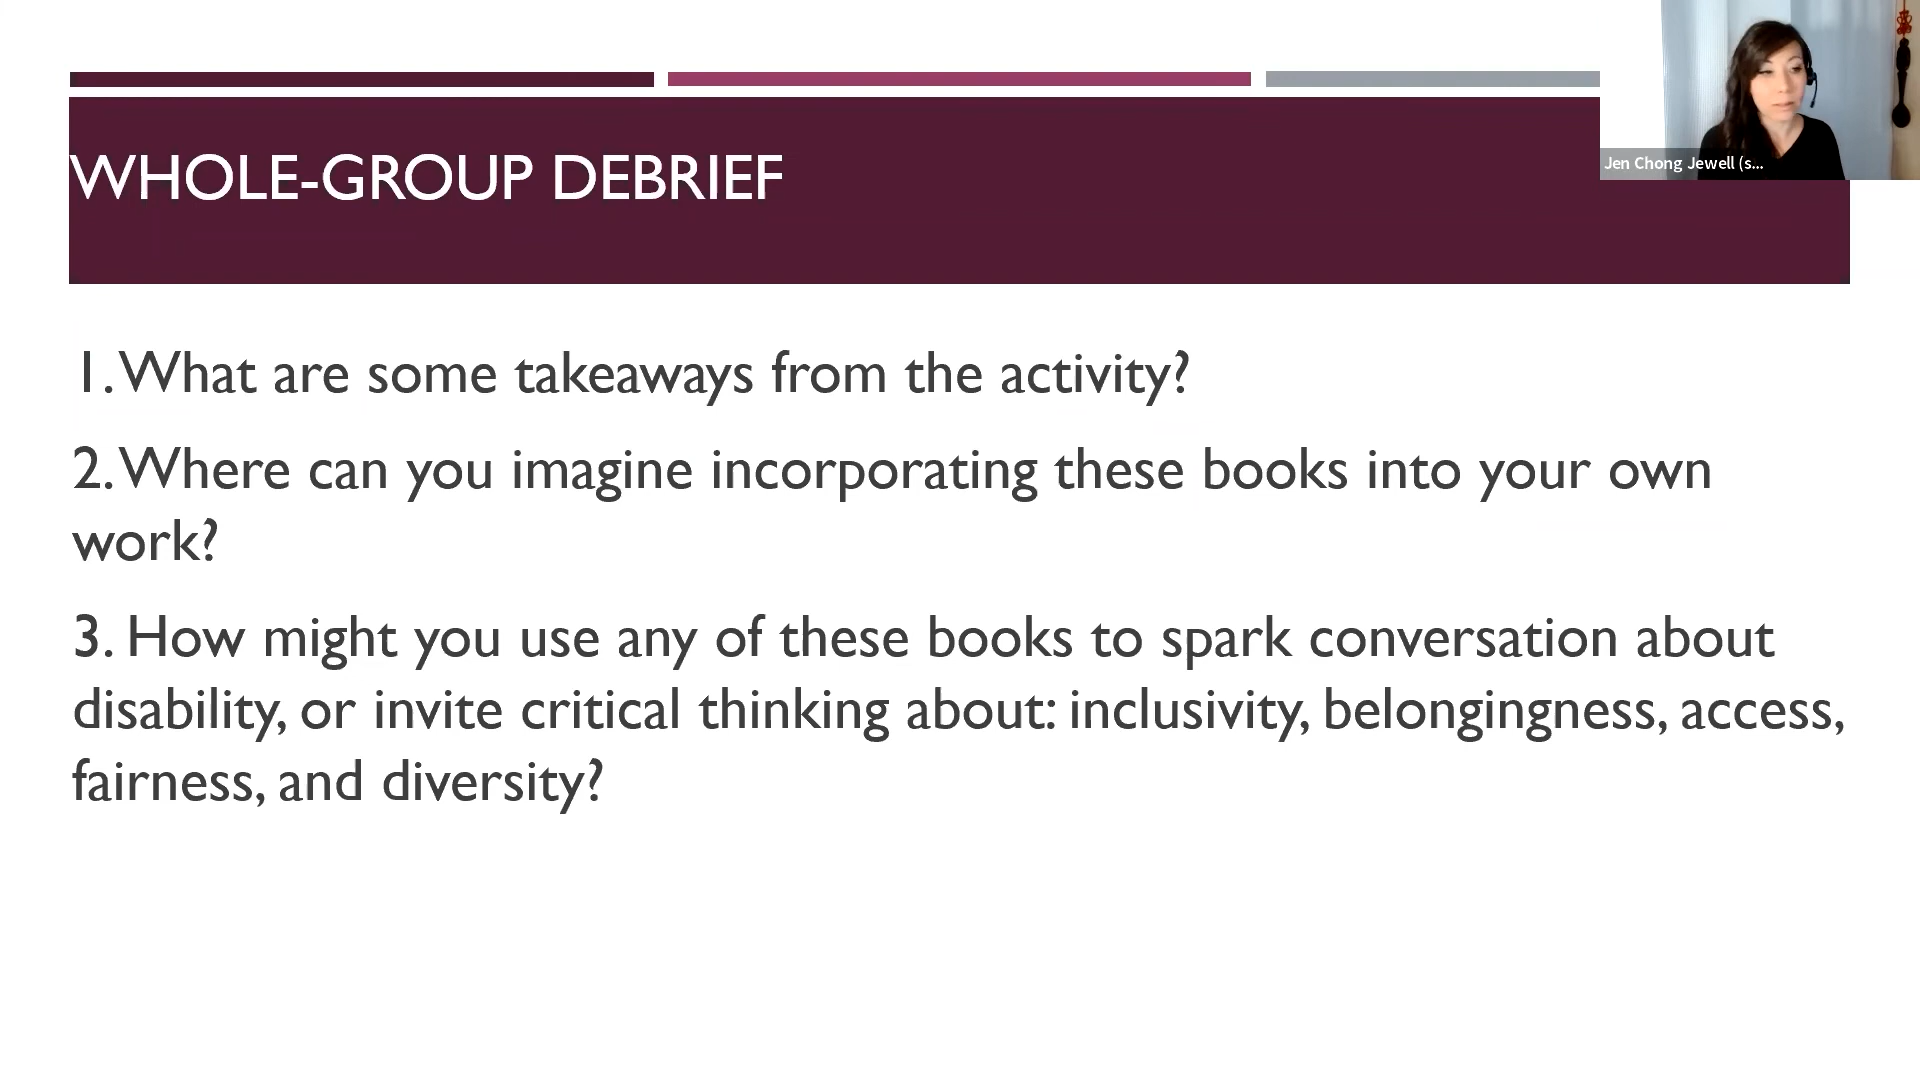 Jen Chong Jewell (s...
WHOLE-GROUP DEBRIEF
1. What are some takeaways from the activity?
2. Where can you imagine incorporating these books into your own
work?
3. How might you use any of these books to spark conversation about
disability, or invite critical thinking about: inclusivity, belongingness, access,
fairness, and diversity?